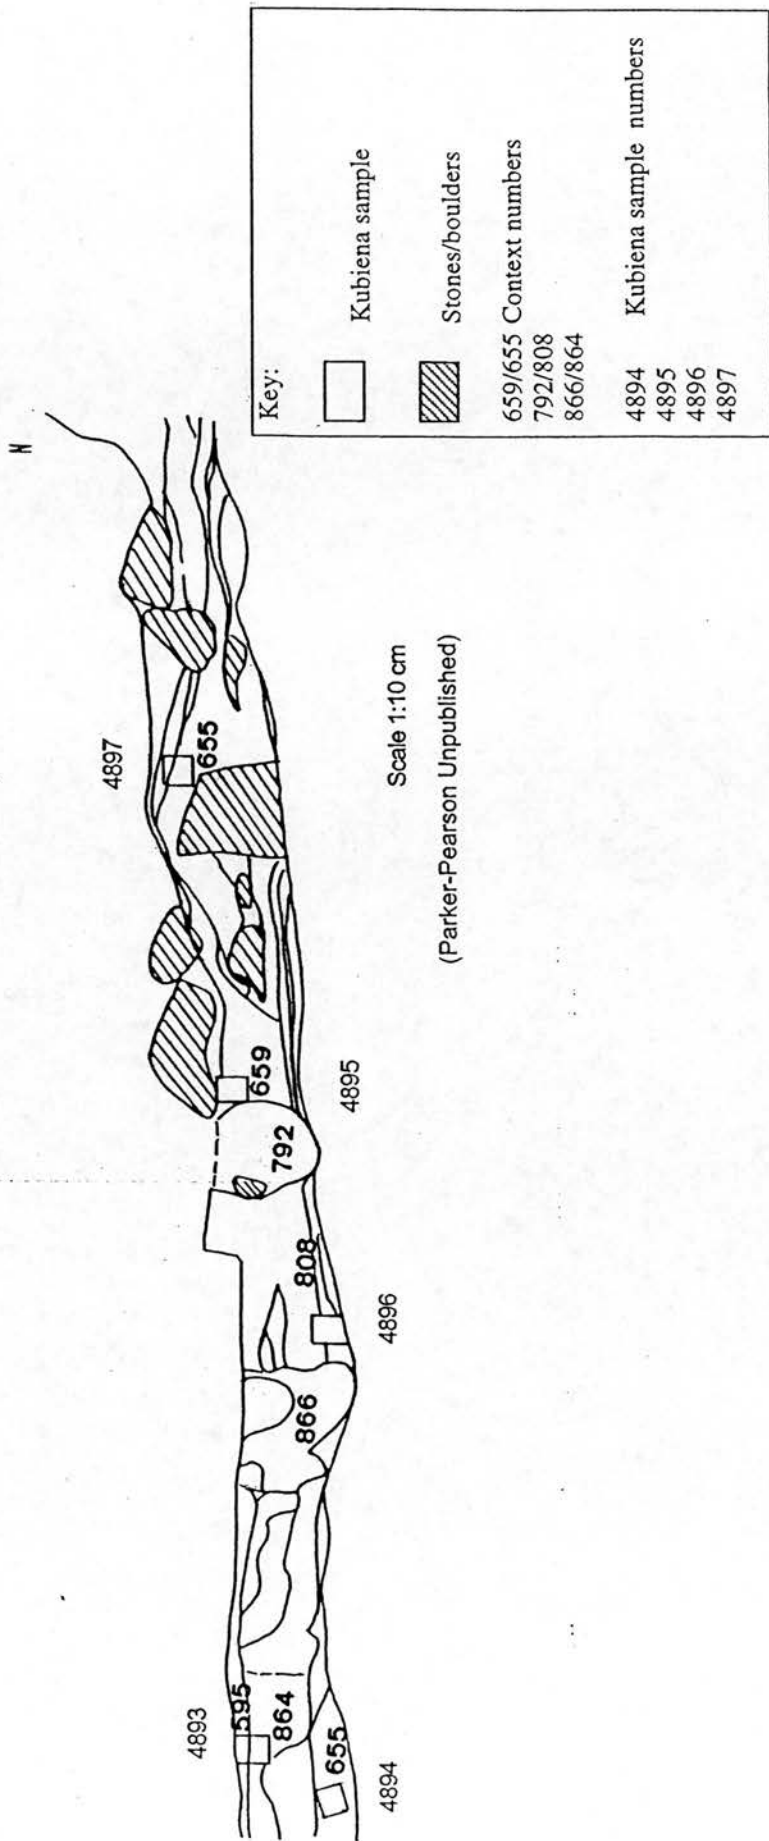 N
4897
655
659
4895
792
808
4896
866
4893
595
864
655
4894
Scale 1:10 cm
(Parker-Pearson Unpublished)
Key:
Kubiena sample
Stones/boulders
659/655 Context numbers
792/808
866/864
4894 Kubiena sample numbers
4895
4896
4897